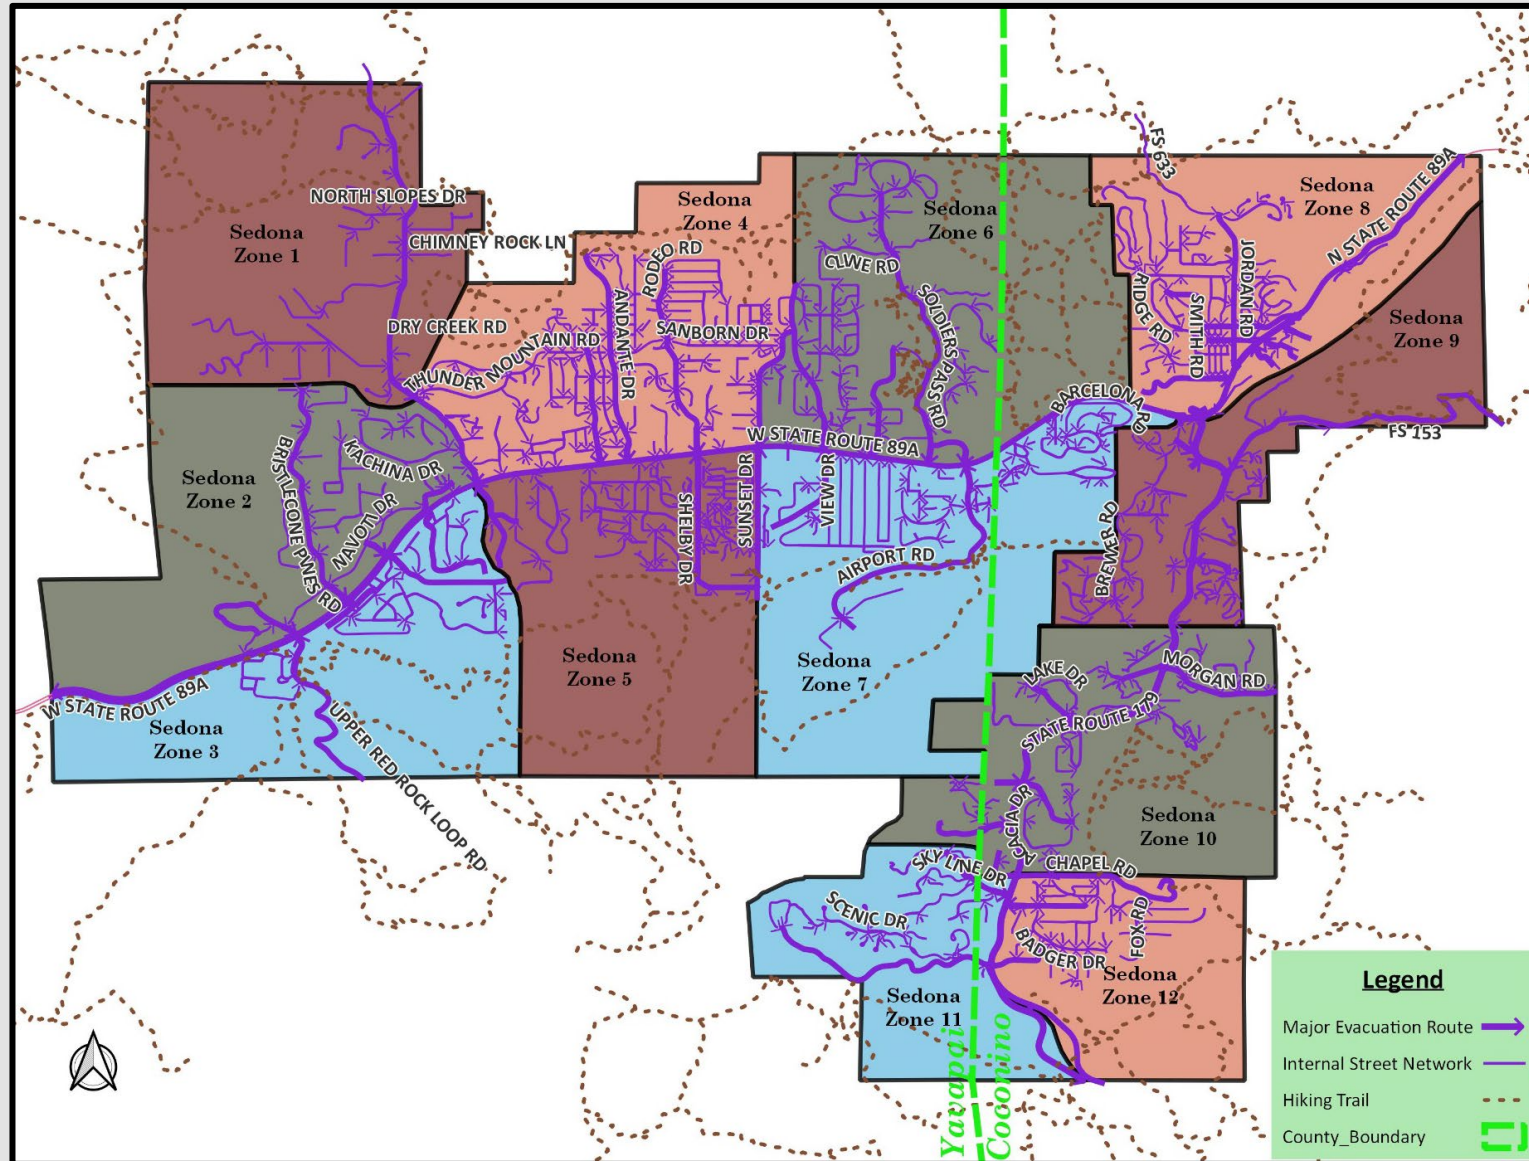 FS 633
N STATE ROUTE 89A
Sedona
Zone 8
NORTH SLOPES DR
Sedona
Zone 4
Sedona
Zone 6
Sedona
Zone 1
CHIMNEY ROCK LN
RODEO RD
CLIWE RD
JORDAN RD
RIDGE RD
SMITH RD
ANDANTE DR
SOLDIERS PASS RD
DRY CREEK RD
SANBORN DR
Sedona
Zone 9
THUNDER MOUNTAIN RD
BARCELONA RD
W STATE ROUTE 89A
FS 153
KACHINA DR
BRISTLECONE PINES RD
Sedona
Zone 2
NAVOTI DR
SHELBY DR
SUNSET DR
VIEW DR
AIRPORT RD
BREWER RD
Sedona
Zone 5
Sedona
Zone 7
LAKE DR
MORGAN RD
W STATE ROUTE 89A
STATE ROUTE 179
Sedona
Zone 3
UPPER RED ROCK LOOP RD
ACACIA DR
Sedona
Zone 10
SKY LINE DR
CHAPEL RD
SCENIC DR
FOX RD
BADGER DR
Sedona
Zone 12
Sedona
Zone 11
Yavapai
Coconino
Legend
Major Evacuation Route
Internal Street Network
Hiking Trail
County_Boundary